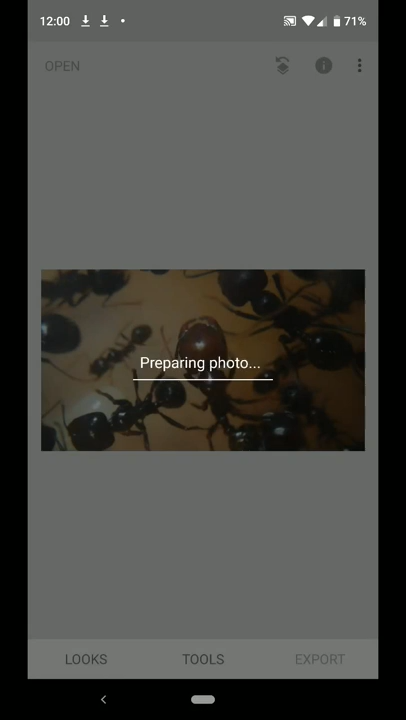 12:00
71%
OPEN
Preparing photo...
LOOKS
TOOLS
EXPORT